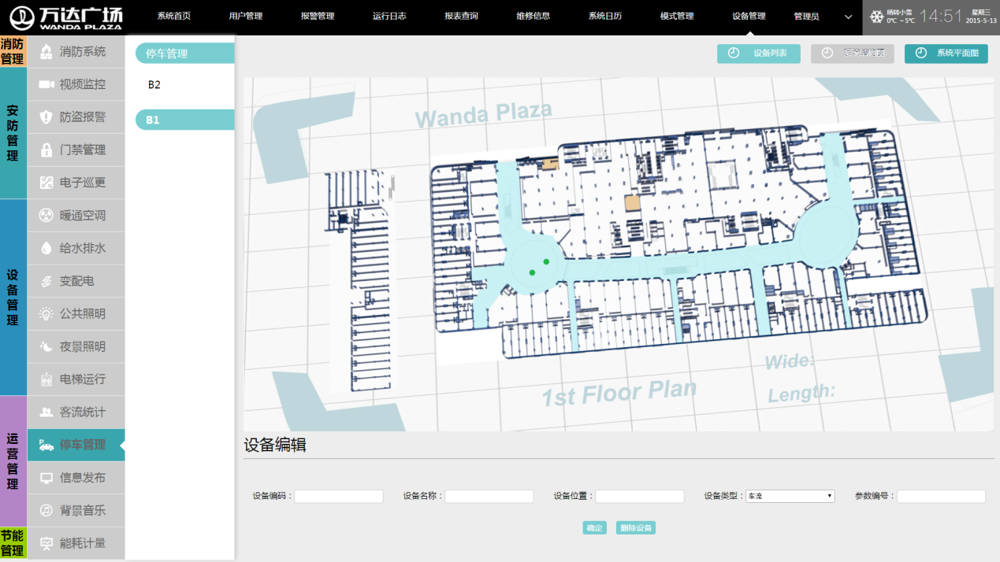 万达广场
WANDA PLAZA
系统首页
用户管理
报警管理
运行日志
报表查询
维修信息
系统日历
模式管理
设备管理
管理员
晴转小雪
0℃ ~5℃
14:51
星期三
2015-5-13
消防管理
安防管理
设备管理
运营管理
节能管理
消防系统
视频监控
防盗报警
门禁管理
电子巡更
暖通空调
给水排水
变配电
公共照明
夜景照明
电梯运行
客流统计
停车管理
信息发布
背景音乐
能耗计量
停车管理
B2
B1
设备列表
系统平面图
Wanda Plaza
1st Floor Plan
Wide:
Length:
设备编辑
设备编码：
设备名称：
设备位置：
设备类型：
车流
参数编号：
确定
删除设备